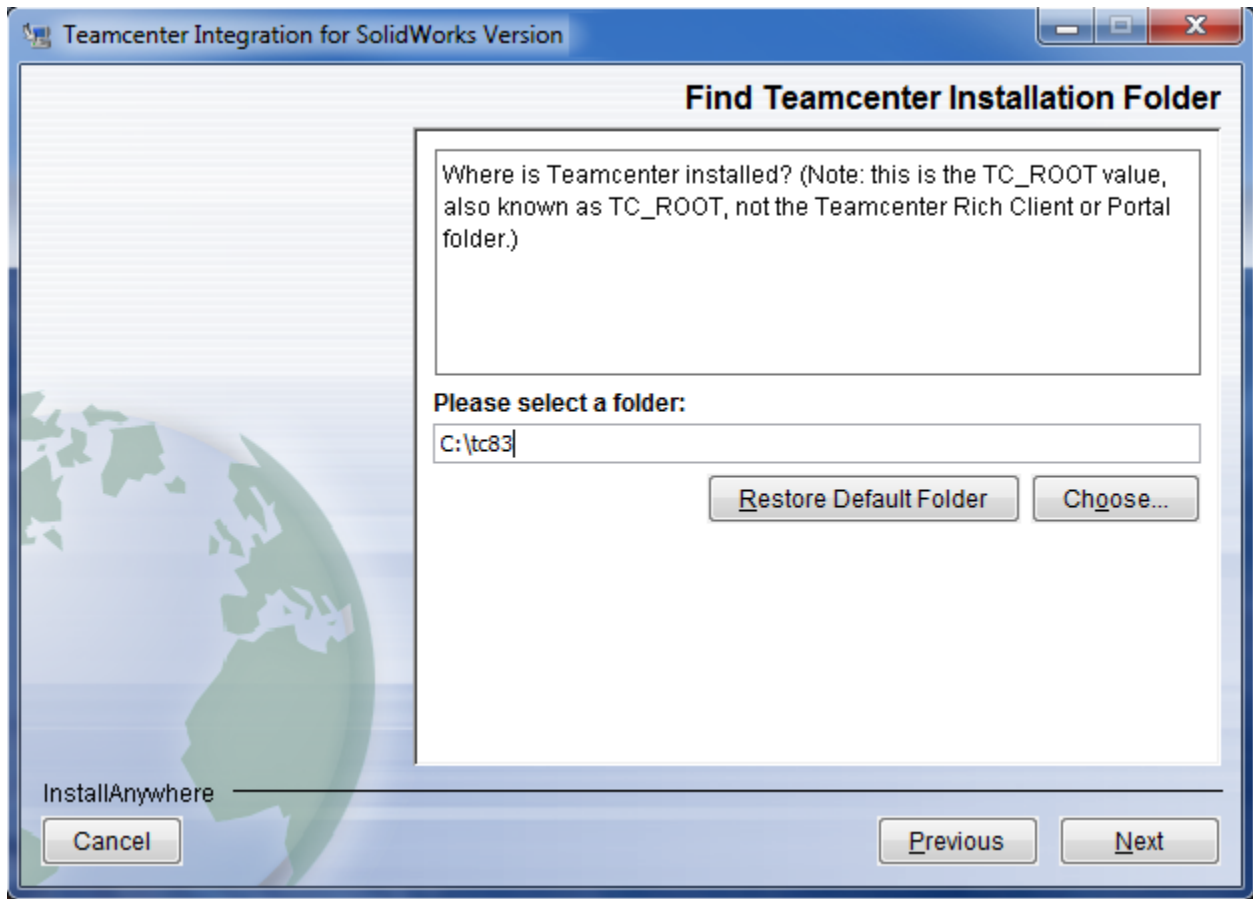 Teamcenter Integration for SolidWorks Version
Find Teamcenter Installation Folder
Where is Teamcenter installed? (Note: this is the TC_ROOT value,
also known as TC_ROOT, not the Teamcenter Rich Client or Portal
folder.)
Please select a folder:
C:\tc83
Restore Default Folder
Choose...
InstallAnywhere
Cancel
Previous
Next